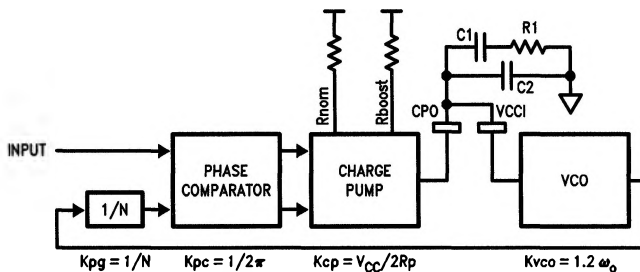 C1
R1
C2
Rnom
Rboost
CPO
VCCI
INPUT
PHASE
COMPARATOR
CHARGE
PUMP
VCO
1/N
Kpg = 1/N
Kpc = 1/2π
Kcp = VCC/2Rp
Kvco = 1.2 ωo